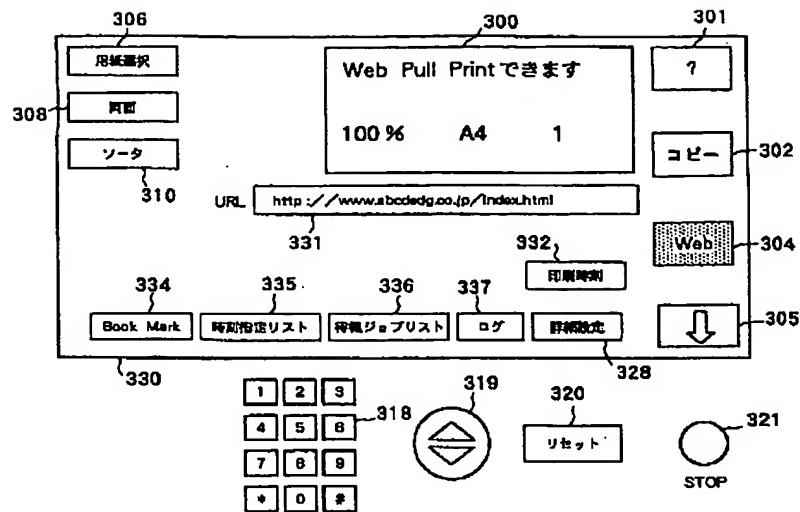 306
300
301
用紙選択
Web Pull Printできます
?
308
両面
100% A4 1
ソータ
コピー
302
310
URL http://www.abcdedg.co.jp/index.html
331
332
Web
304
印刷時刻
334
335
336
337
Book Mark
時刻指定リスト
待機ジョブリスト
ログ
詳細設定
305
330
328
1 2 3
318
319
320
321
4 5 6
リセット
7 8 9
STOP
* 0 #